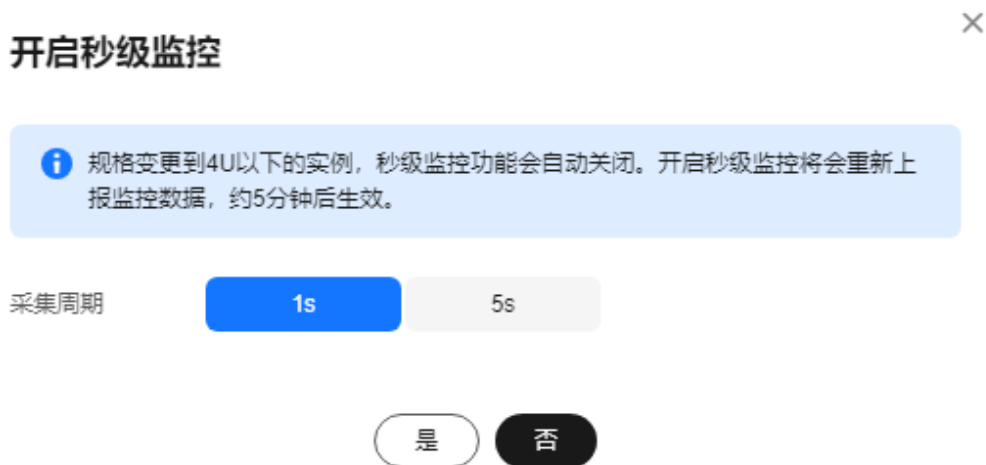 开启秒级监控
规格变更到4U以下的实例，秒级监控功能会自动关闭。开启秒级监控将会重新上
报监控数据，约5分钟后生效。
采集周期 1s 5s
是 否